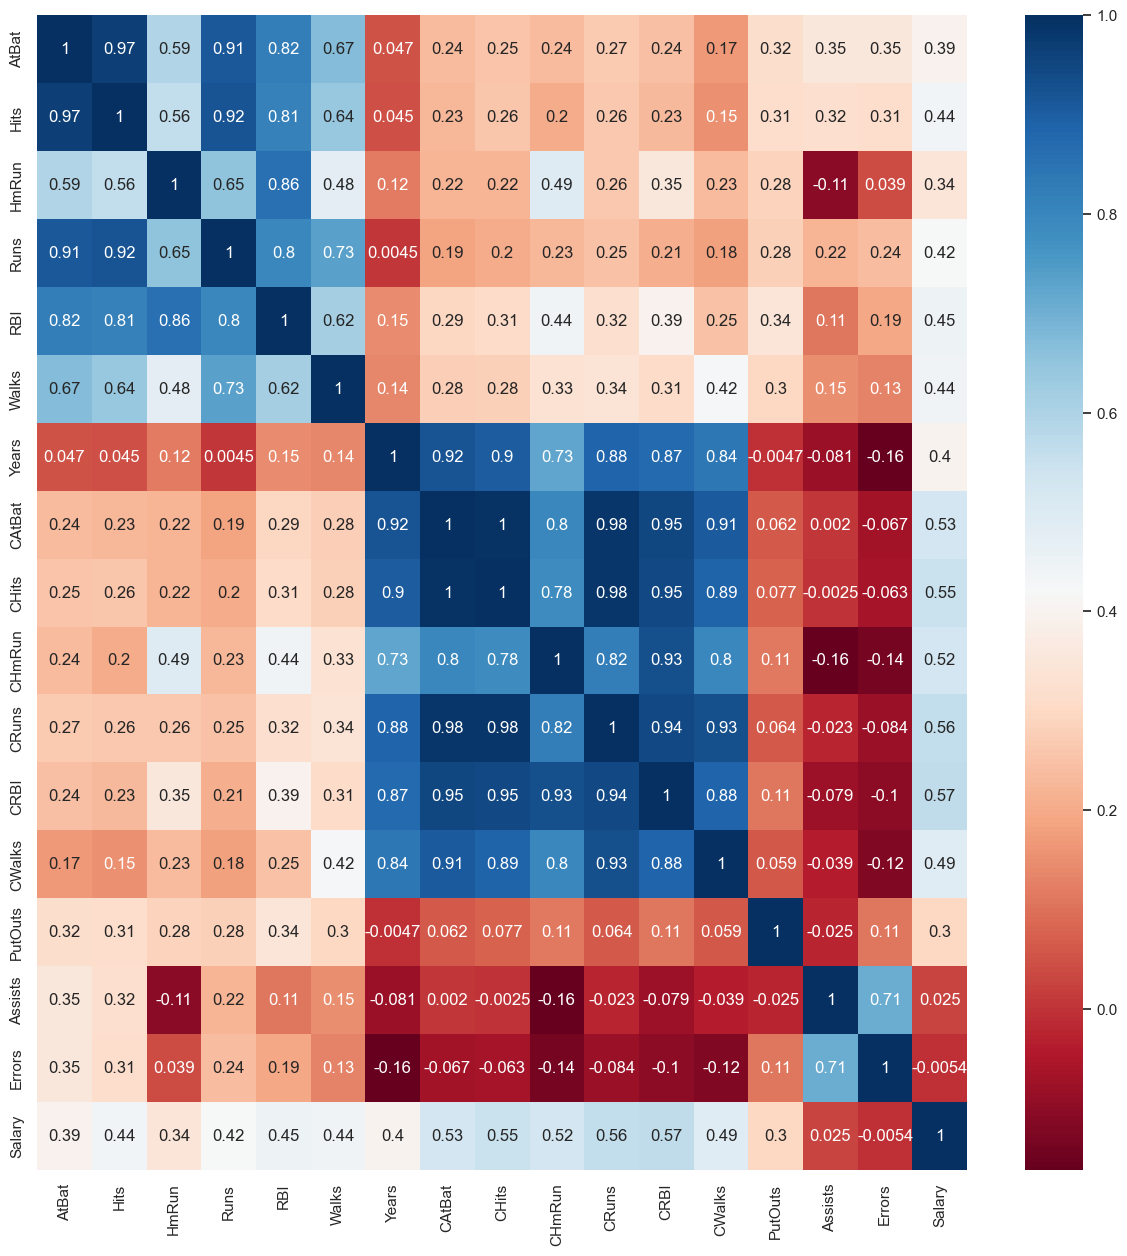 AtBat 1 0.97 0.59 0.91 0.82 0.67 0.047 0.24 0.25 0.24 0.27 0.24 0.17 0.32 0.35 0.35 0.39
Hits 0.97 1 0.56 0.92 0.81 0.64 0.045 0.23 0.26 0.2 0.26 0.23 0.15 0.31 0.32 0.31 0.44
HmRun 0.59 0.56 1 0.65 0.86 0.48 0.12 0.22 0.22 0.49 0.26 0.35 0.23 0.28 -0.11 0.039 0.34
Runs 0.91 0.92 0.65 1 0.8 0.73 0.0045 0.19 0.2 0.23 0.25 0.21 0.18 0.28 0.22 0.24 0.42
RBI 0.82 0.81 0.86 0.8 1 0.62 0.15 0.29 0.31 0.44 0.32 0.39 0.25 0.34 0.11 0.19 0.45
Walks 0.67 0.64 0.48 0.73 0.62 1 0.14 0.28 0.28 0.33 0.34 0.31 0.42 0.3 0.15 0.13 0.44
Years 0.047 0.045 0.12 0.0045 0.15 0.14 1 0.92 0.9 0.73 0.88 0.87 0.84 -0.0047 -0.081 -0.16 0.4
CAtBat 0.24 0.23 0.22 0.19 0.29 0.28 0.92 1 1 0.8 0.98 0.95 0.91 0.062 0.002 -0.067 0.53
CHits 0.25 0.26 0.22 0.2 0.31 0.28 0.9 1 1 0.78 0.98 0.95 0.89 0.077 -0.0025 -0.063 0.55
CHmRun 0.24 0.2 0.49 0.23 0.44 0.33 0.73 0.8 0.78 1 0.82 0.93 0.8 0.11 -0.16 -0.14 0.52
CRuns 0.27 0.26 0.26 0.25 0.32 0.34 0.88 0.98 0.98 0.82 1 0.94 0.93 0.064 -0.023 -0.084 0.56
CRBI 0.24 0.23 0.35 0.21 0.39 0.31 0.87 0.95 0.95 0.93 0.94 1 0.88 0.11 -0.079 -0.1 0.57
CWalks 0.17 0.15 0.23 0.18 0.25 0.42 0.84 0.91 0.89 0.8 0.93 0.88 1 0.059 -0.039 -0.12 0.49
PutOuts 0.32 0.31 0.28 0.28 0.34 0.3 -0.0047 0.062 0.077 0.11 0.064 0.11 0.059 1 -0.025 0.11 0.3
Assists 0.35 0.32 -0.11 0.22 0.11 0.15 -0.081 0.002 -0.0025 -0.16 -0.023 -0.079 -0.039 -0.025 1 0.71 0.025
Errors 0.35 0.31 0.039 0.24 0.19 0.13 -0.16 -0.067 -0.063 -0.14 -0.084 -0.1 -0.12 0.11 0.71 1 -0.0054
Salary 0.39 0.44 0.34 0.42 0.45 0.44 0.4 0.53 0.55 0.52 0.56 0.57 0.49 0.3 0.025 -0.0054 1
AtBat Hits HmRun Runs RBI Walks Years CAtBat CHits CHmRun CRuns CRBI CWalks PutOuts Assists Errors Salary
1.0
0.8
0.6
0.4
0.2
0.0